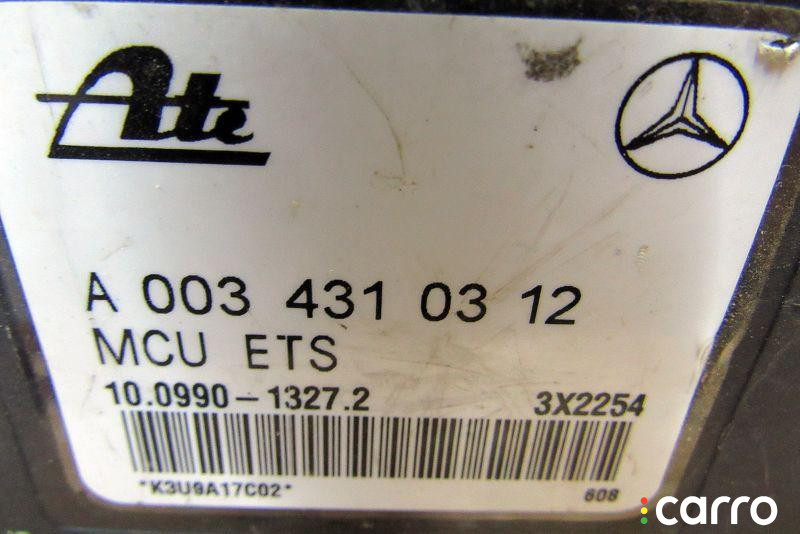 Ate
A 003 431 03 12
MCU ETS
10.0990-1327.2 3X2254
*K3U9A17C02* 608
carro